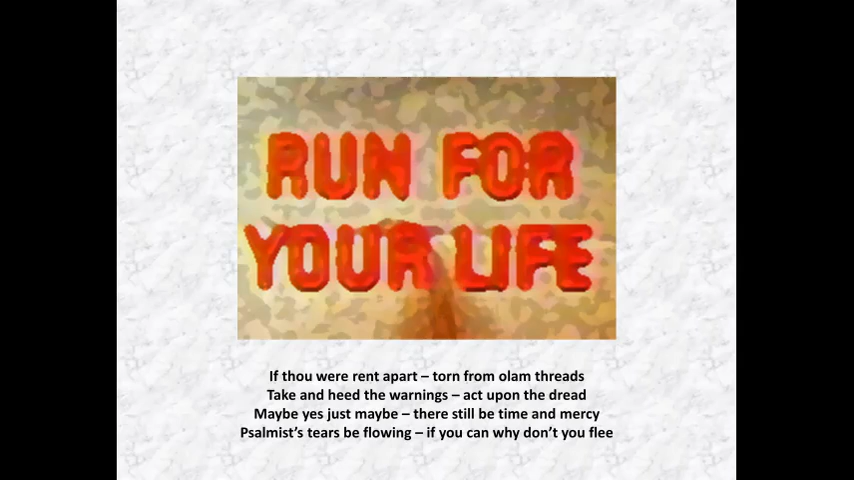 RUN FOR
YOUR LIFE
If thou were rent apart – torn from olam threads
Take and heed the warnings – act upon the dread
Maybe yes just maybe – there still be time and mercy
Psalmist’s tears be flowing – if you can why don’t you flee